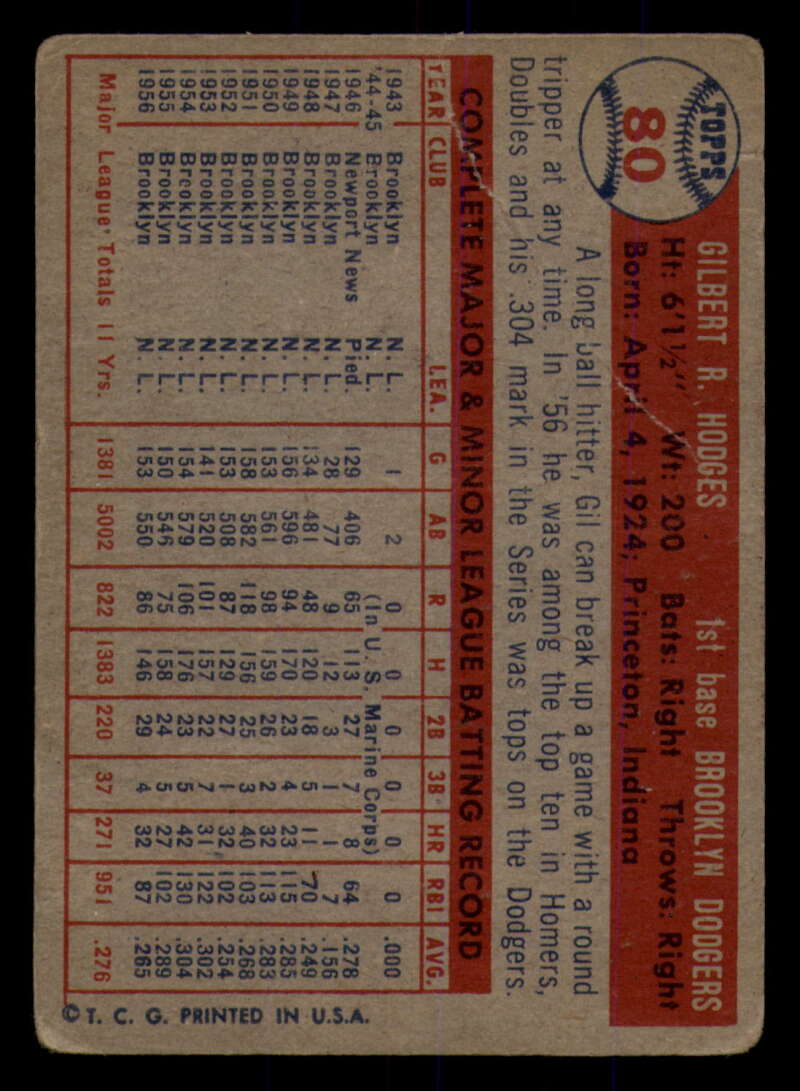 TOPPS
80
GILBERT R. HODGES 1st base BROOKLYN DODGERS
Ht: 6'1½" Wt: 200 Bats: Right Throws: Right
Born: April 4, 1924; Princeton, Indiana
A long ball hitter, Gil can break up a game with a round
tripper at any time. In '56 he was among the top ten in Homers,
Doubles and his .304 mark in the Series was tops on the Dodgers.
COMPLETE MAJOR & MINOR LEAGUE BATTING RECORD
YEAR CLUB LEA. G AB R H 2B 3B HR RBI AVG.
1943 Brooklyn N. L. 1 2 0 0 0 0 0 0 .000
'44-45 Brooklyn N. L. (In U. S. Marine Corps)
1946 Newport News Pied. 129 406 65 113 27 7 8 64 .278
1947 Brooklyn N. L. 28 77 9 12 3 1 1 7 .156
1948 Brooklyn N. L. 134 481 48 120 18 5 11 70 .249
1949 Brooklyn N. L. 156 596 94 170 23 4 23 115 .285
1950 Brooklyn N. L. 153 561 98 159 26 2 32 113 .283
1951 Brooklyn N. L. 158 582 118 156 25 3 40 103 .268
1952 Brooklyn N. L. 153 508 87 129 27 1 32 102 .254
1953 Brooklyn N. L. 141 520 101 157 22 7 31 122 .302
1954 Brooklyn N. L. 154 579 106 176 23 5 42 130 .304
1955 Brooklyn N. L. 150 546 75 158 24 5 27 102 .289
1956 Brooklyn N. L. 153 550 86 146 29 4 32 87 .265
Major League Totals 11 Yrs. 1381 5002 822 1383 220 37 271 951 .276
© T. C. G. PRINTED IN U.S.A.